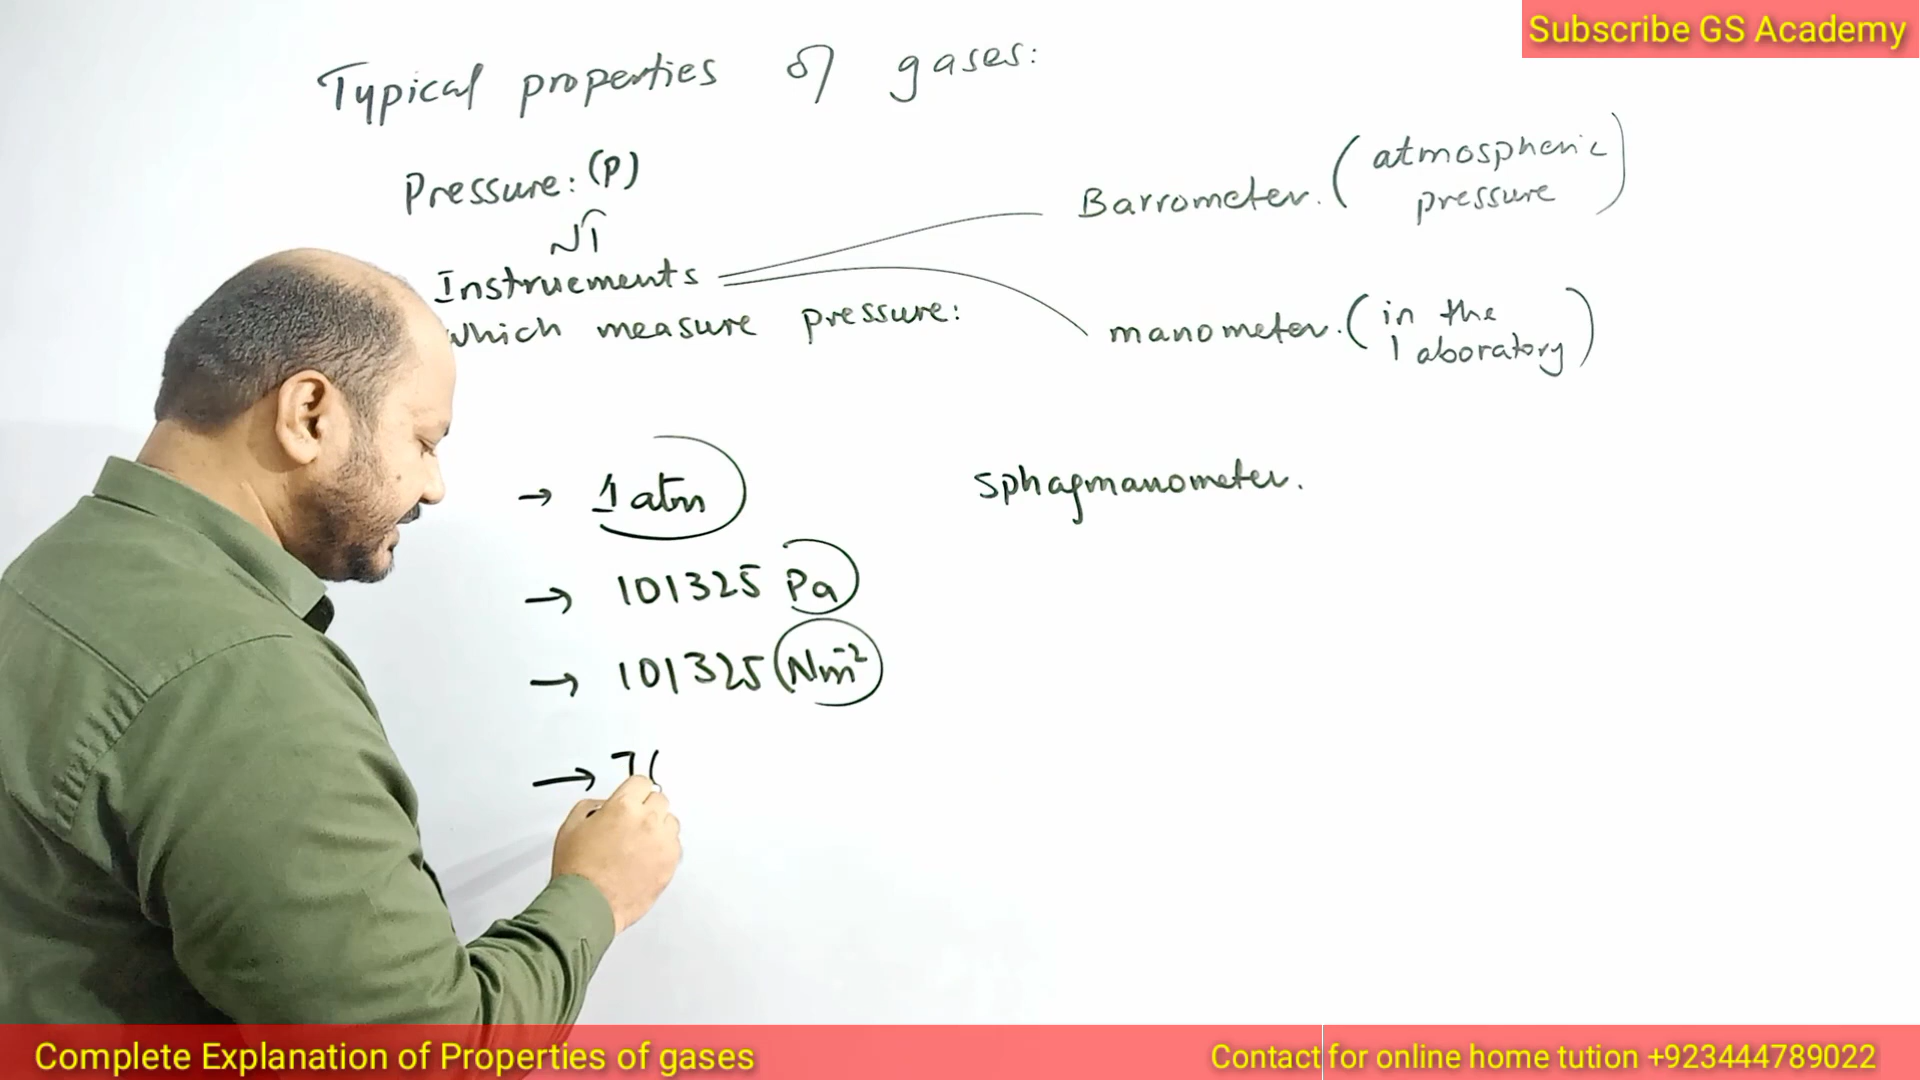 Subscribe GS Academy
Typical properties of gases:
Pressure: (P)
Barrometer. (atmospheric
pressure)
Instruements
which measure pressure:
manometer. (in the
laboratory)
→ 1 atm
sphagmanometer.
→ 101325 Pa
→ 101325 Nm⁻²
→ 7
Complete Explanation of Properties of gases
Contact for online home tution +923444789022